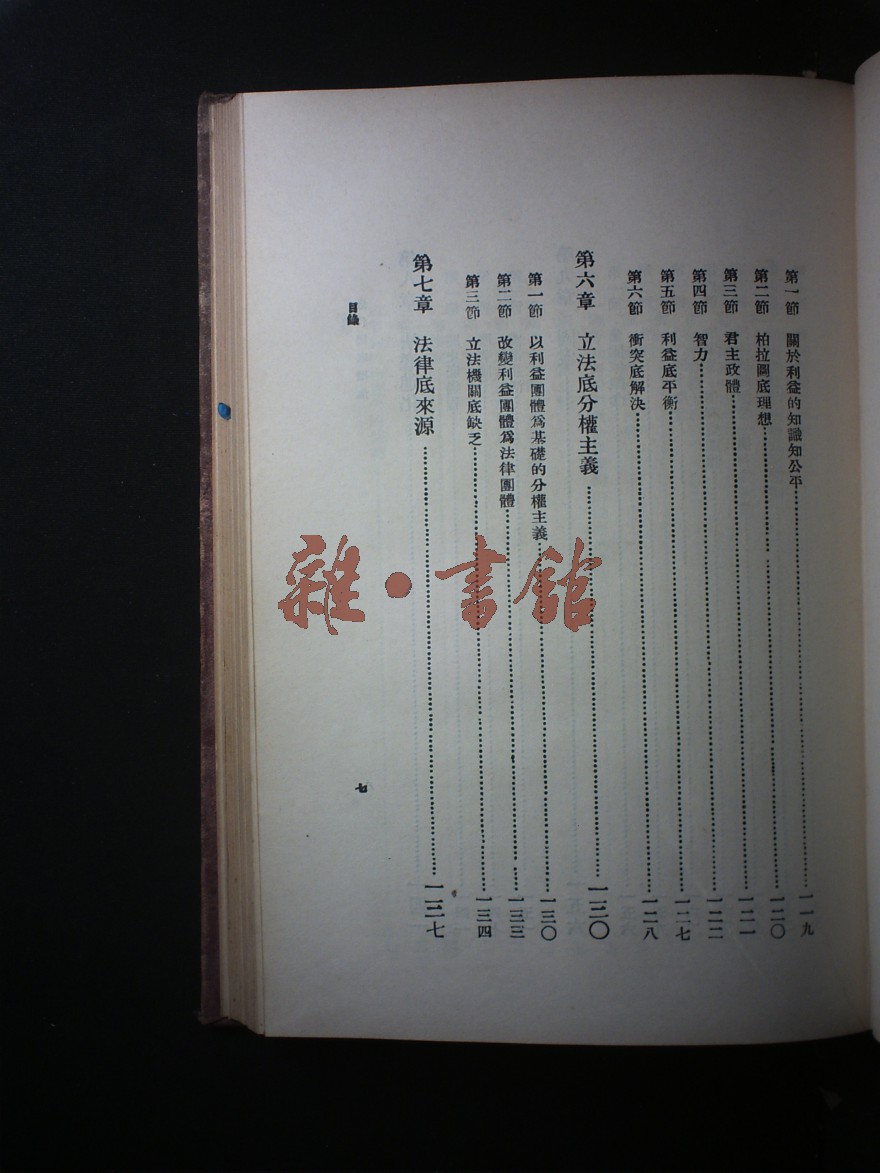 第一節 關於利益的知識知公平……一一九
第二節 柏拉圖底理想……一二〇
第三節 君主政體……一二一
第四節 智力……一二二
第五節 利益底平衡……一二七
第六節 衝突底解決……一二八
第六章 立法底分權主義……一三〇
第一節 以利益團體爲基礎的分權主義……一三〇
第二節 改變利益團體爲法律團體……一三三
第三節 立法機關底缺乏……一三四
第七章 法律底來源……一三七
目錄
七
雜·書館